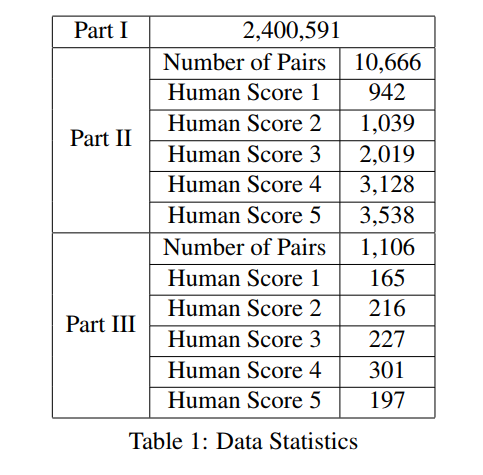 Part I 2,400,591
Part II
Number of Pairs 10,666
Human Score 1 942
Human Score 2 1,039
Human Score 3 2,019
Human Score 4 3,128
Human Score 5 3,538
Part III
Number of Pairs 1,106
Human Score 1 165
Human Score 2 216
Human Score 3 227
Human Score 4 301
Human Score 5 197
Table 1: Data Statistics